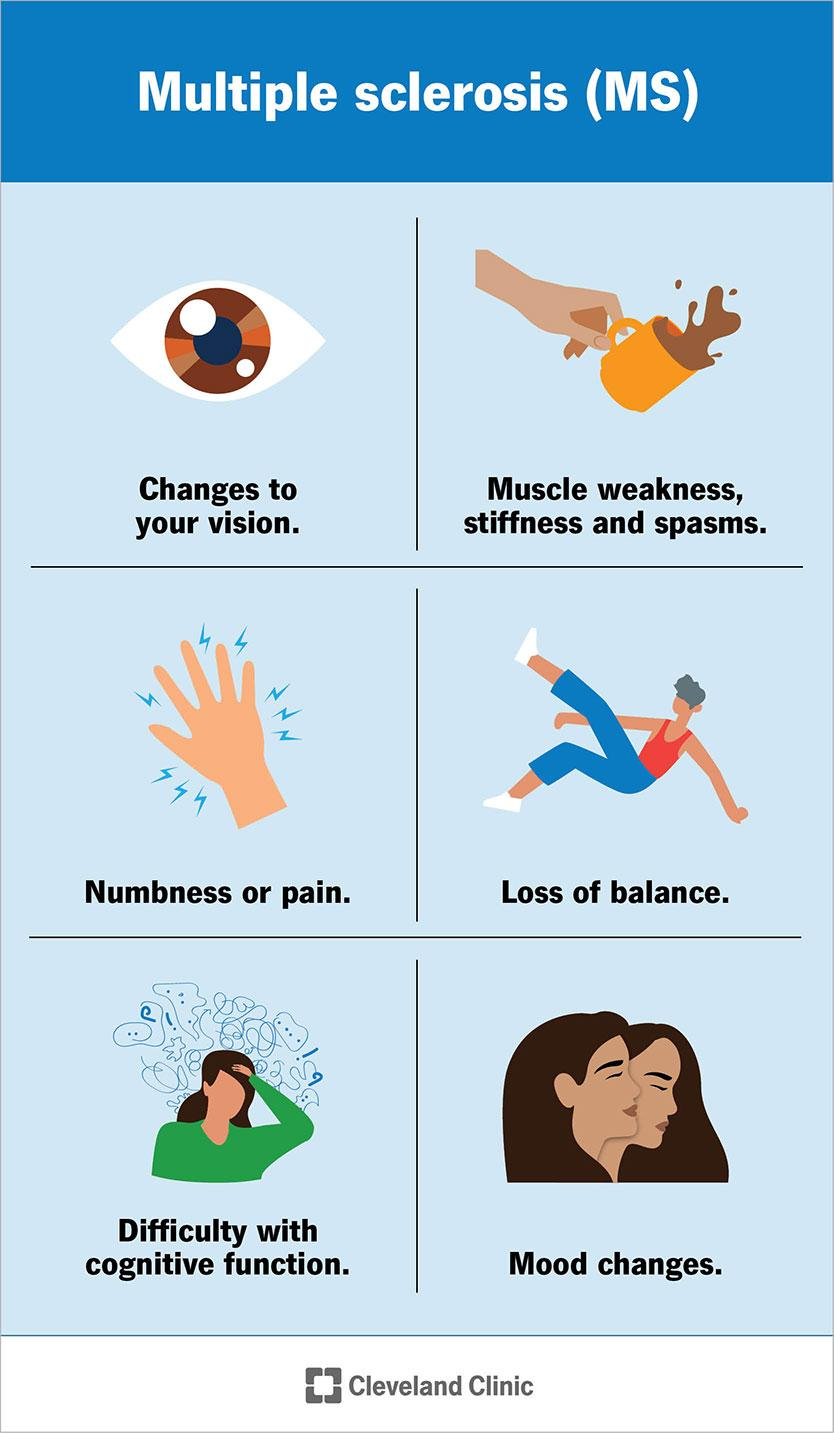 Multiple sclerosis (MS)
Changes to
your vision.
Muscle weakness,
stiffness and spasms.
Numbness or pain.
Loss of balance.
Difficulty with
cognitive function.
Mood changes.
Cleveland Clinic